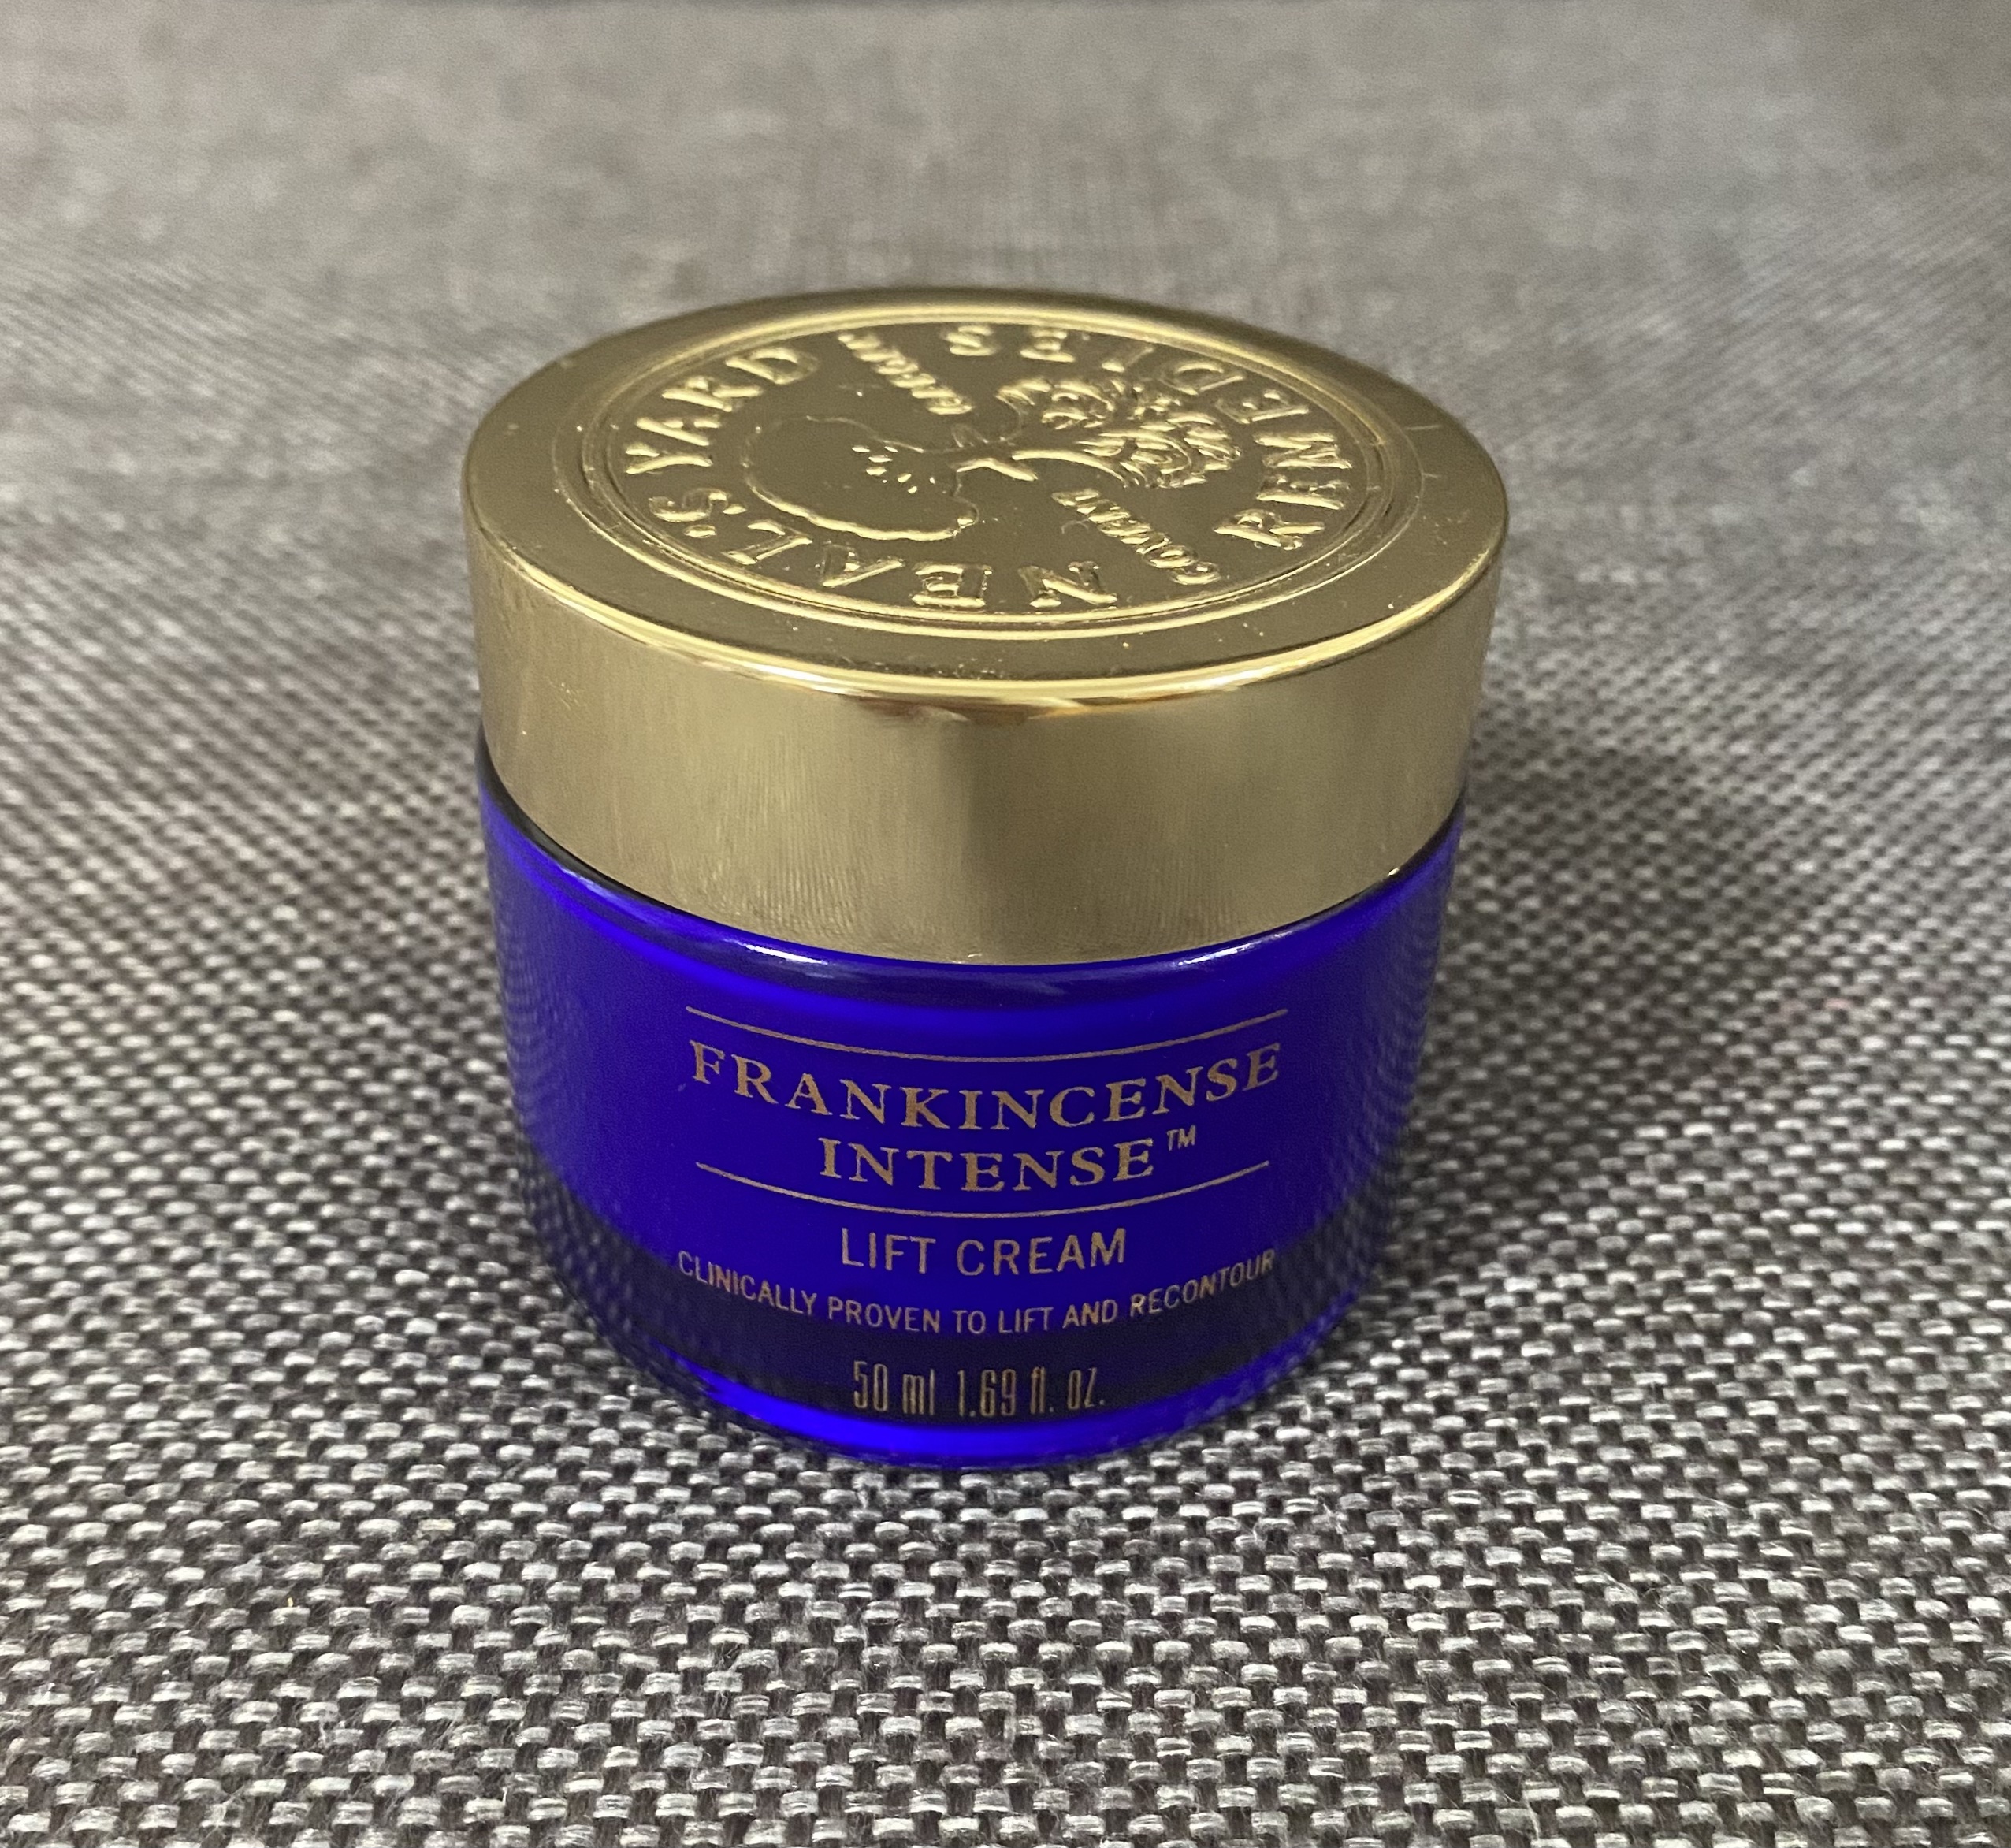 NEAL'S YARD REMEDIES
COVENT GARDEN
FRANKINCENSE
INTENSE™
LIFT CREAM
CLINICALLY PROVEN TO LIFT AND RECONTOUR
50 ml 1.69 fl. oz.